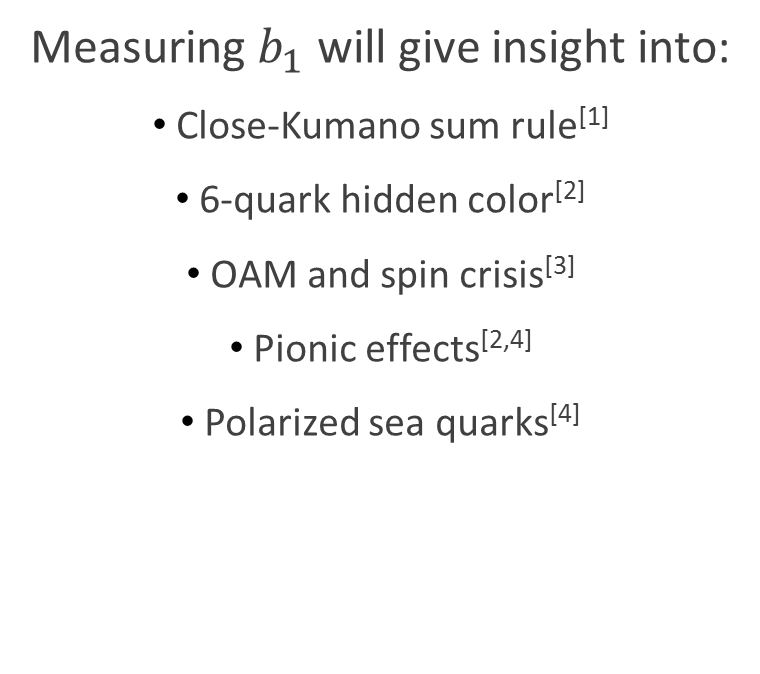 Measuring b₁ will give insight into:
• Close-Kumano sum rule[1]
• 6-quark hidden color[2]
• OAM and spin crisis[3]
• Pionic effects[2,4]
• Polarized sea quarks[4]